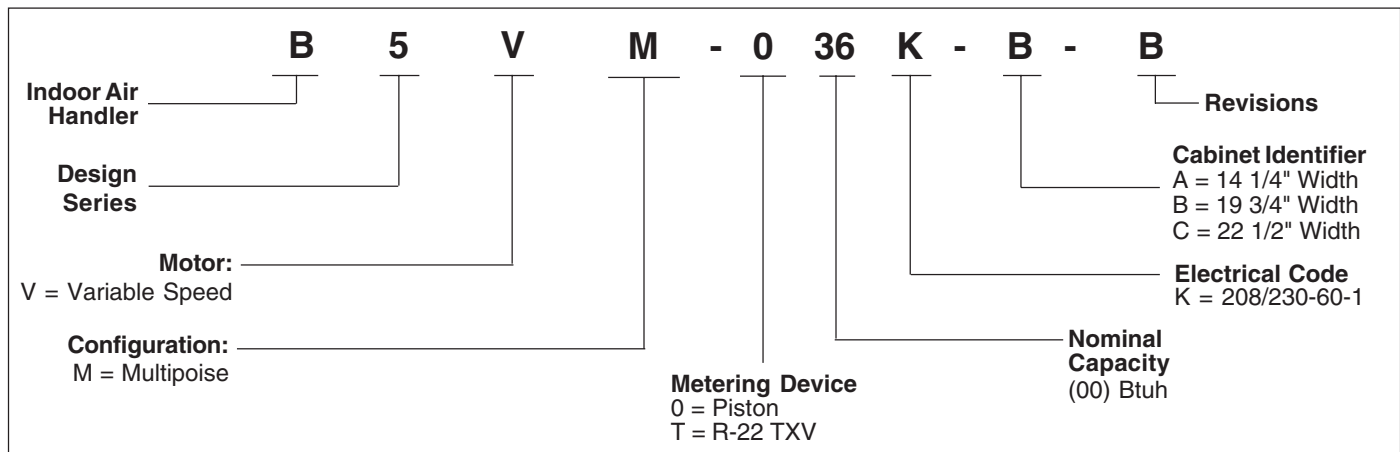 B 5 V M - 0 36 K - B - B
Indoor Air
Handler
Revisions
Cabinet Identifier
A = 14 1/4" Width
B = 19 3/4" Width
C = 22 1/2" Width
Design
Series
Motor:
V = Variable Speed
Electrical Code
K = 208/230-60-1
Configuration:
M = Multipoise
Nominal
Capacity
(00) Btuh
Metering Device
0 = Piston
T = R-22 TXV